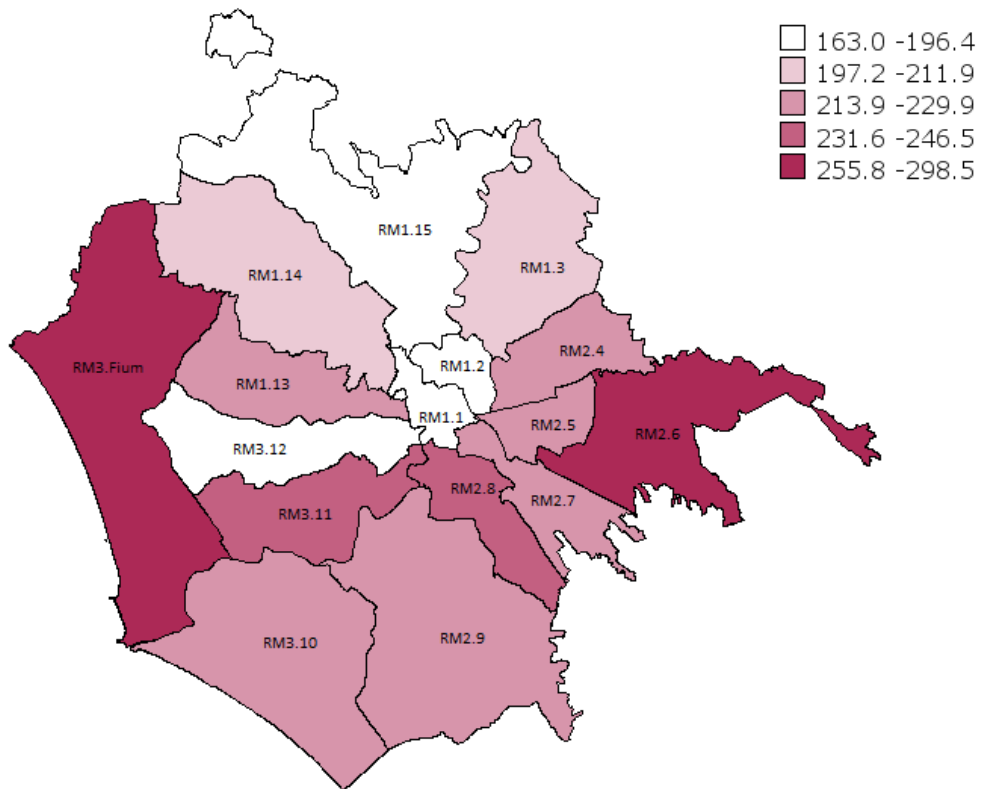 163.0 -196.4
197.2 -211.9
213.9 -229.9
231.6 -246.5
255.8 -298.5
RM1.15
RM1.3
RM1.14
RM2.4
RM1.2
RM3.Fium
RM1.13
RM1.1
RM2.5
RM2.6
RM3.12
RM2.8
RM2.7
RM3.11
RM2.9
RM3.10